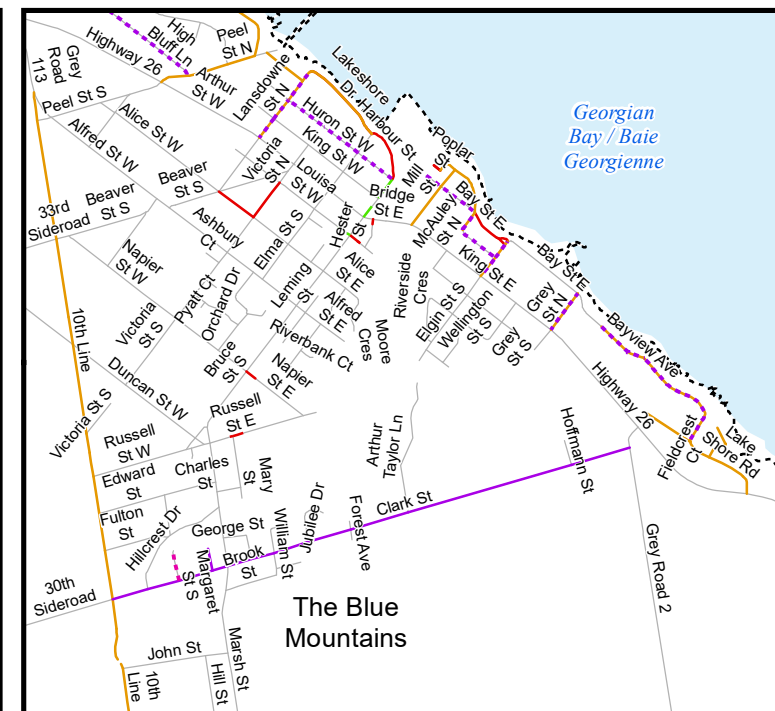 High
Bluff Ln
Peel
St N
Highway 26
Grey
Road
113
Arthur
St W
Lansdowne
St N
Lakeshore
Dr
Harbour St
Georgian
Bay / Baie
Georgienne
Peel St S
Alice St W
Alfred St W
Huron St W
King St W
Poplar
St
Mill
St
Victoria
St N
Louisa
St W
Beaver
St S
Beaver
St S
33rd
Sideroad
Bridge
St E
Bay St E
McAuley
St N
Ashbury
Ct
Elma St S
Hester
St
Alice
St E
King St E
Bay St E
Napier
St W
Pyatt Ct
Orchard Dr
Leming
St
Alfred
St E
Moore
Cres
Riverside
Cres
Elgin St S
Wellington
St S
Grey
St S
Grey
St N
Bayview Ave
10th Line
Victoria
St S
Riverbank Ct
Bruce
St S
Napier
St E
Duncan St W
Highway 26
Victoria St S
Russell
St E
Russell
St W
Arthur
Taylor Ln
Hoffmann St
Fieldcrest
Ct
Lake
Shore Rd
Edward
St
Charles
St
Mary
St
Fulton
St
Hillcrest Dr
George St
William St
Jubilee Dr
Forest Ave
Clark St
Brook
St
Margaret
St S
Grey Road 2
30th
Sideroad
The Blue
Mountains
John St
10th
Line
Hill St
Marsh St